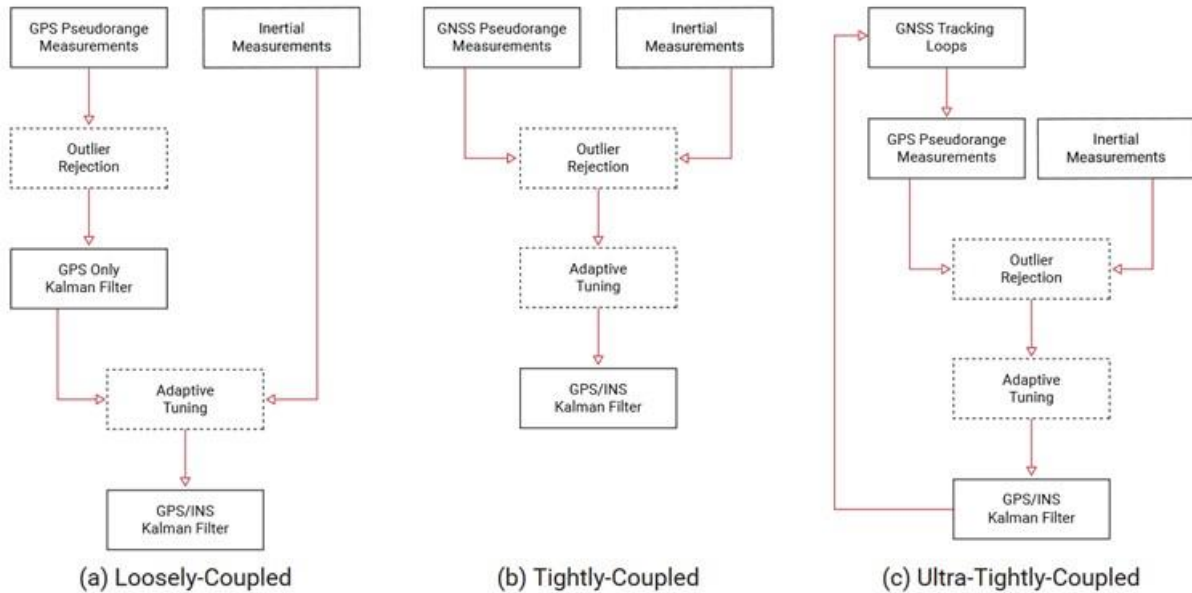 GPS Pseudorange
Measurements
Inertial
Measurements
Outlier
Rejection
GPS Only
Kalman Filter
Adaptive
Tuning
GPS/INS
Kalman Filter
(a) Loosely-Coupled
GNSS Pseudorange
Measurements
Inertial
Measurements
Outlier
Rejection
Adaptive
Tuning
GPS/INS
Kalman Filter
(b) Tightly-Coupled
GNSS Tracking
Loops
GPS Pseudorange
Measurements
Inertial
Measurements
Outlier
Rejection
Adaptive
Tuning
GPS/INS
Kalman Filter
(c) Ultra-Tightly-Coupled